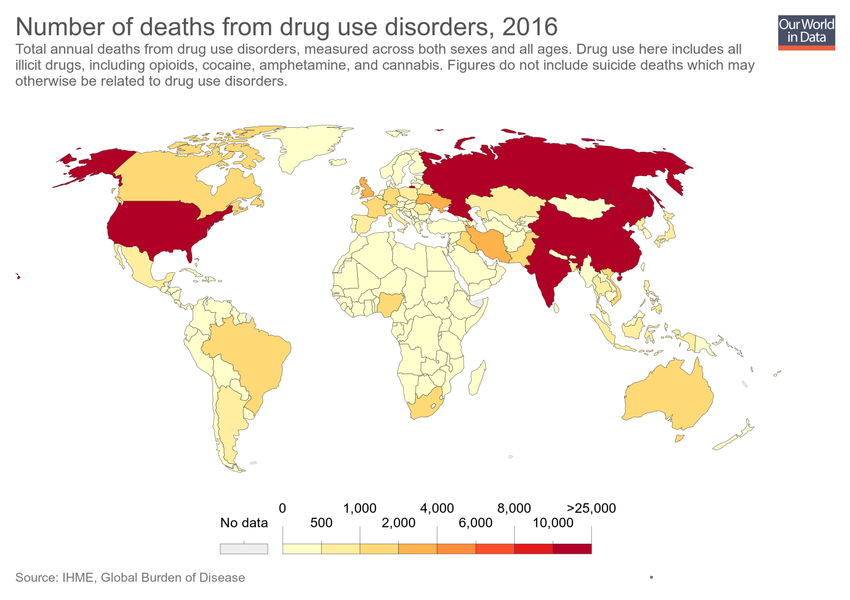 Number of deaths from drug use disorders, 2016
Our World
in Data
Total annual deaths from drug use disorders, measured across both sexes and all ages. Drug use here includes all
illicit drugs, including opioids, cocaine, amphetamine, and cannabis. Figures do not include suicide deaths which may
otherwise be related to drug use disorders.
0 1,000 4,000 8,000 >25,000
No data 500 2,000 6,000 10,000
Source: IHME, Global Burden of Disease